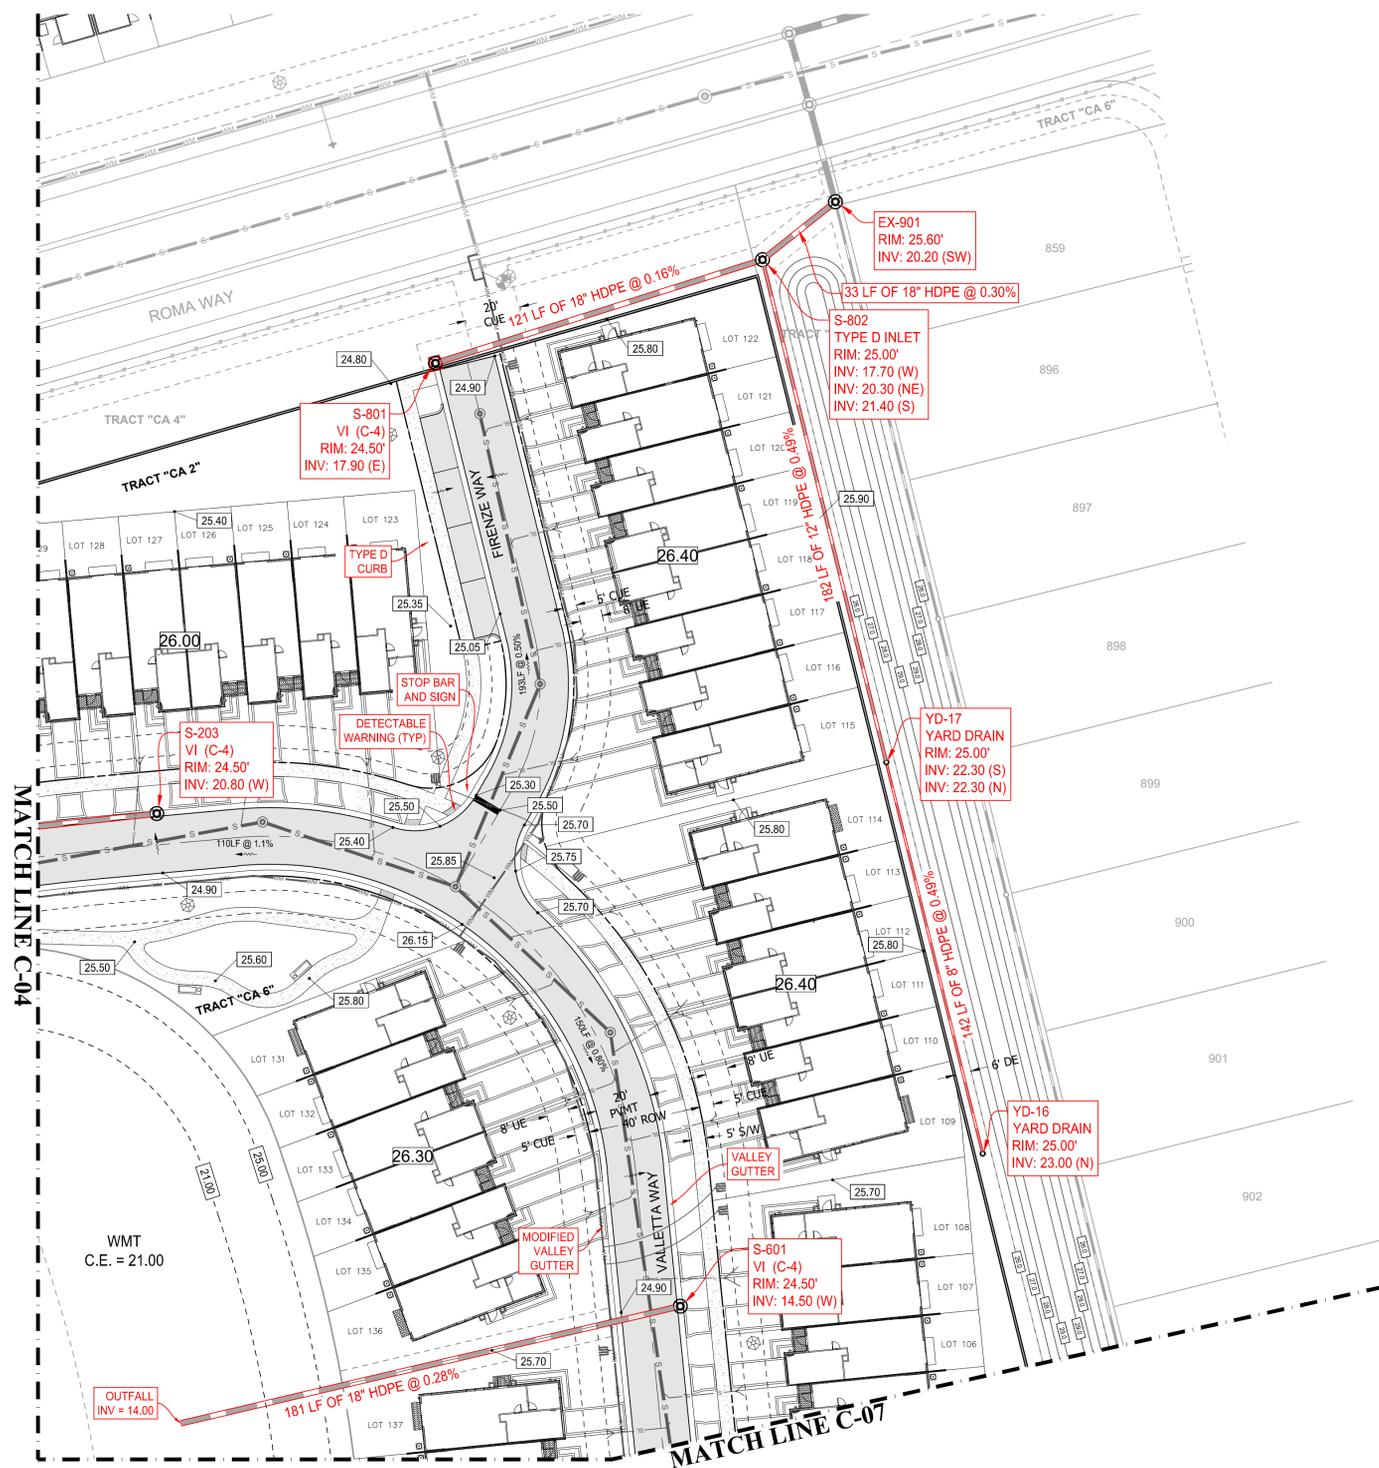 TRACT "CA 6"
EX-901
RIM: 25.60'
INV: 20.20 (SW)
859
33 LF OF 18" HDPE @ 0.30%
121 LF OF 18" HDPE @ 0.16%
ROMA WAY
20'
CUE
S-802
TYPE D INLET
RIM: 25.00'
INV: 17.70 (W)
INV: 20.30 (NE)
INV: 21.40 (S)
TRACT "
25.80
LOT 122
24.80
24.90
896
LOT 121
S-801
VI (C-4)
RIM: 24.50'
INV: 17.90 (E)
TRACT "CA 4"
TRACT "CA 2"
LOT 120
182 LF OF 12" HDPE @ 0.49%
LOT 119
25.90
897
FIRENZE WAY
25.40
LOT 123
LOT 124
LOT 125
LOT 126
LOT 127
LOT 128
29
TYPE D
CURB
26.40
LOT 118
5' CUE
8' UE
LOT 117
25.35
26.00
25.05
193LF @ 0.50%
898
LOT 116
STOP BAR
AND SIGN
DETECTABLE
WARNING (TYP)
LOT 115
S-203
VI (C-4)
RIM: 24.50'
INV: 20.80 (W)
YD-17
YARD DRAIN
RIM: 25.00'
INV: 22.30 (S)
INV: 22.30 (N)
899
MATCH LINE C-04
25.30
25.50
25.50
25.70
25.80
LOT 114
25.40
110LF @ 1.1%
25.85
25.75
LOT 113
24.90
25.70
142 LF OF 8" HDPE @ 0.49%
900
26.15
LOT 112
25.80
25.50
25.60
25.80
TRACT "CA 6"
26.40
LOT 111
LOT 131
150LF @ 0.80%
LOT 110
901
8' UE
6' DE
20'
PVMT
40' ROW
5' CUE
LOT 132
LOT 109
YD-16
YARD DRAIN
RIM: 25.00'
INV: 23.00 (N)
8' UE
5' CUE
5' S/W
LOT 133
26.30
VALLEY
GUTTER
21.00
25.00
25.70
902
LOT 134
VALLETTA WAY
LOT 108
WMT
C.E. = 21.00
MODIFIED
VALLEY
GUTTER
S-601
VI (C-4)
RIM: 24.50'
INV: 14.50 (W)
LOT 135
24.90
LOT 107
LOT 136
LOT 106
25.70
OUTFALL
INV = 14.00
181 LF OF 18" HDPE @ 0.28%
LOT 137
MATCH LINE C-07